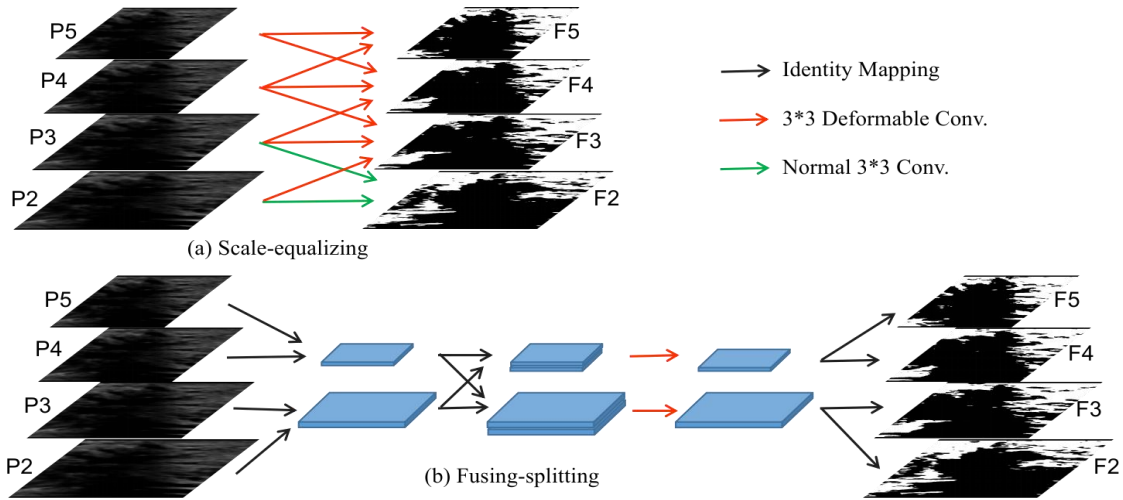 P5
P4
P3
P2
F5
F4
F3
F2
Identity Mapping
3*3 Deformable Conv.
Normal 3*3 Conv.
(a) Scale-equalizing
P5
P4
P3
P2
F5
F4
F3
F2
(b) Fusing-splitting